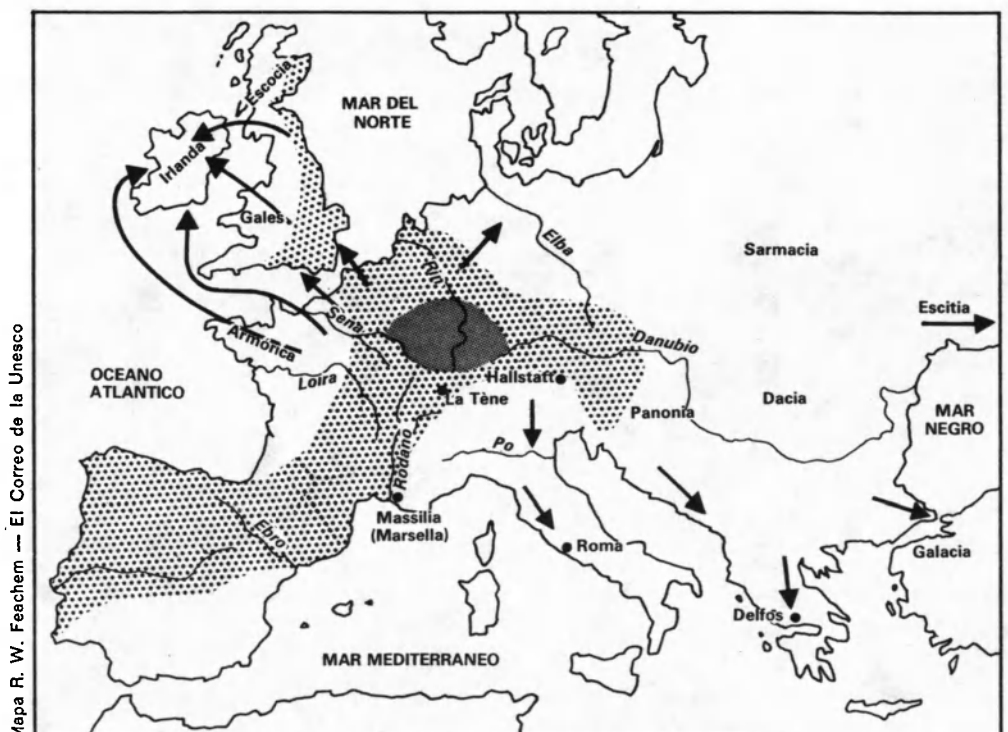 Escocia
MAR DEL
NORTE
Irlanda
Gales
Elba
Rin
Sarmacia
Escitia
Sena
Armórica
Danubio
OCEANO
ATLANTICO
Loira
Hallstatt
La Tène
Panonia
Dacia
MAR
NEGRO
Po
Ródano
Massilia
(Marsella)
Ebro
Roma
Galacia
Delfos
MAR MEDITERRANEO
Mapa R. W. Feachem — El Correo de la Unesco